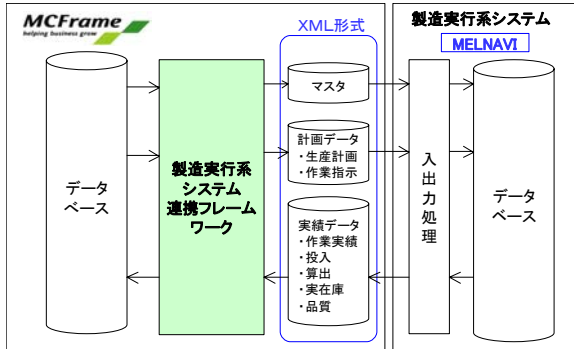 MCFrame
helping business grow
XML形式
製造実行系システム
MELNAVI
データ
ベース
製造実行系
システム
連携フレーム
ワーク
マスタ
計画データ
・生産計画
・作業指示
実績データ
・作業実績
・投入
・算出
・実在庫
・品質
入出力処理
データ
ベース